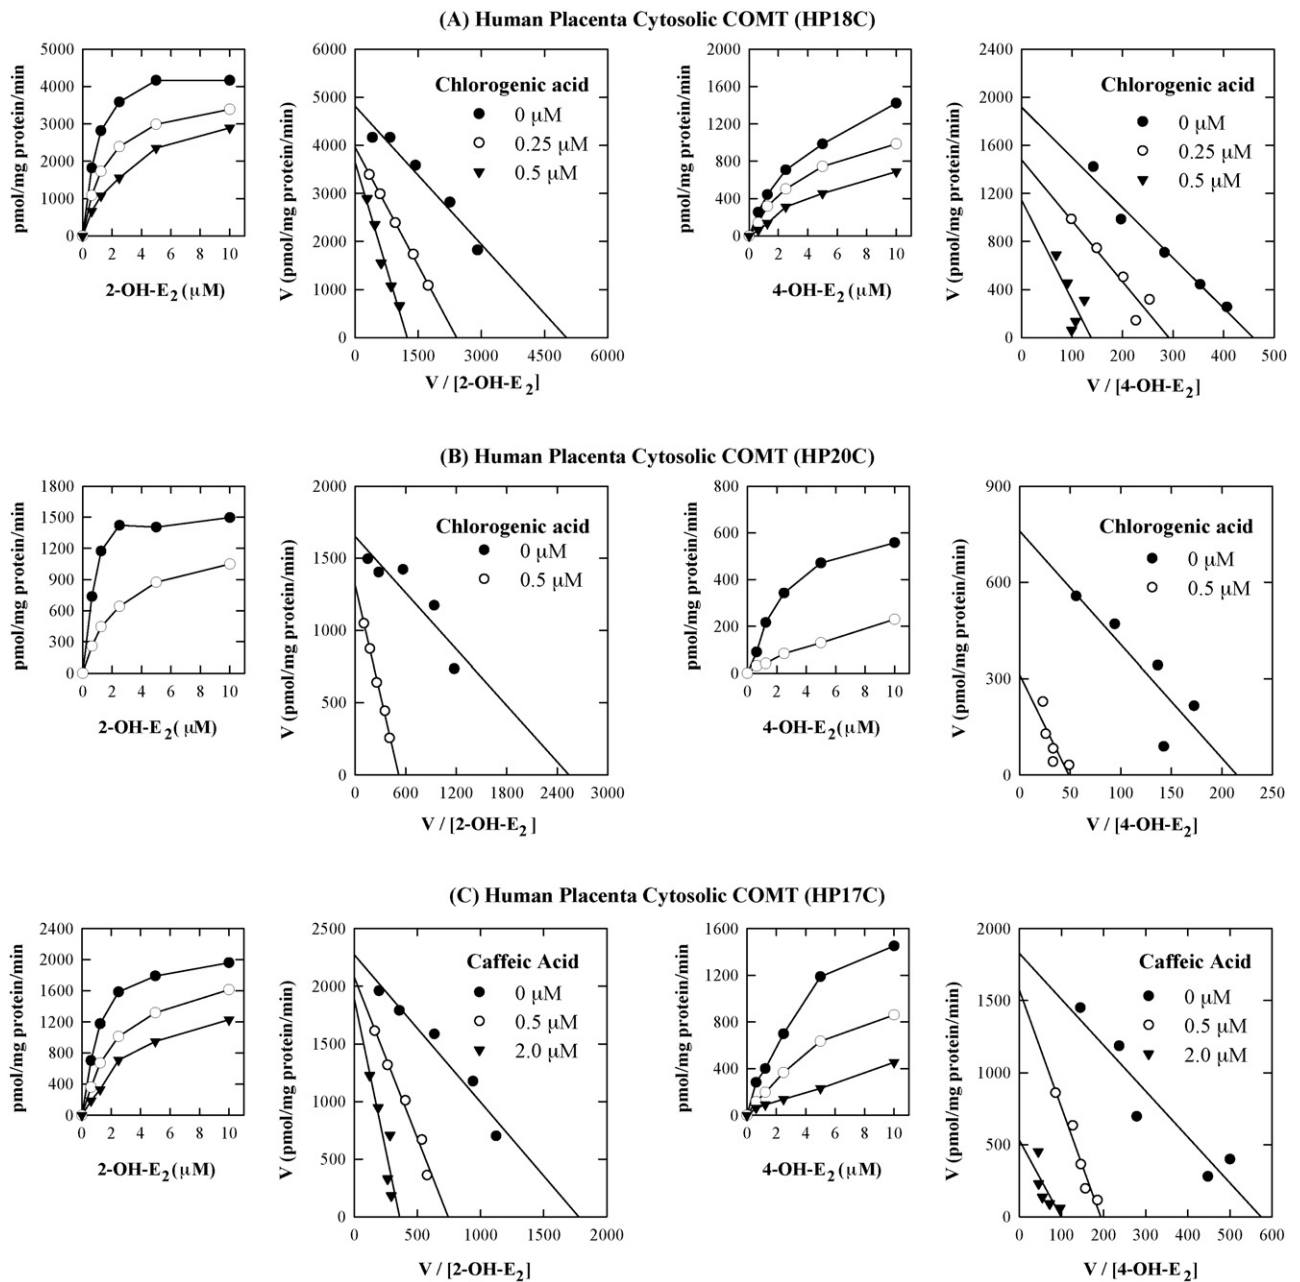 (A) Human Placenta Cytosolic COMT (HP18C)
pmol/mg protein/min
5000
4000
3000
2000
1000
0
0 2 4 6 8 10
2-OH-E2 (μM)
V (pmol/mg protein/min)
6000
5000
4000
3000
2000
1000
0
0 1500 3000 4500 6000
V / [2-OH-E2]
Chlorogenic acid
0 μM
0.25 μM
0.5 μM
pmol/mg protein/min
2000
1600
1200
800
400
0
0 2 4 6 8 10
4-OH-E2 (μM)
V (pmol/mg protein/min)
2400
2000
1600
1200
800
400
0
0 100 200 300 400 500
V / [4-OH-E2]
Chlorogenic acid
0 μM
0.25 μM
0.5 μM
(B) Human Placenta Cytosolic COMT (HP20C)
pmol/mg protein/min
1800
1500
1200
900
600
300
0
0 2 4 6 8 10
2-OH-E2 (μM)
V (pmol/mg protein/min)
2000
1500
1000
500
0
0 600 1200 1800 2400 3000
V / [2-OH-E2]
Chlorogenic acid
0 μM
0.5 μM
pmol/mg protein/min
800
600
400
200
0
0 2 4 6 8 10
4-OH-E2 (μM)
V (pmol/mg protein/min)
900
600
300
0
0 50 100 150 200 250
V / [4-OH-E2]
Chlorogenic acid
0 μM
0.5 μM
(C) Human Placenta Cytosolic COMT (HP17C)
pmol/mg protein/min
2400
2000
1600
1200
800
400
0
0 2 4 6 8 10
2-OH-E2 (μM)
V (pmol/mg protein/min)
2500
2000
1500
1000
500
0
0 500 1000 1500 2000
V / [2-OH-E2]
Caffeic Acid
0 μM
0.5 μM
2.0 μM
pmol/mg protein/min
1600
1200
800
400
0
0 2 4 6 8 10
4-OH-E2 (μM)
V (pmol/mg protein/min)
2000
1500
1000
500
0
0 100 200 300 400 500 600
V / [4-OH-E2]
Caffeic Acid
0 μM
0.5 μM
2.0 μM